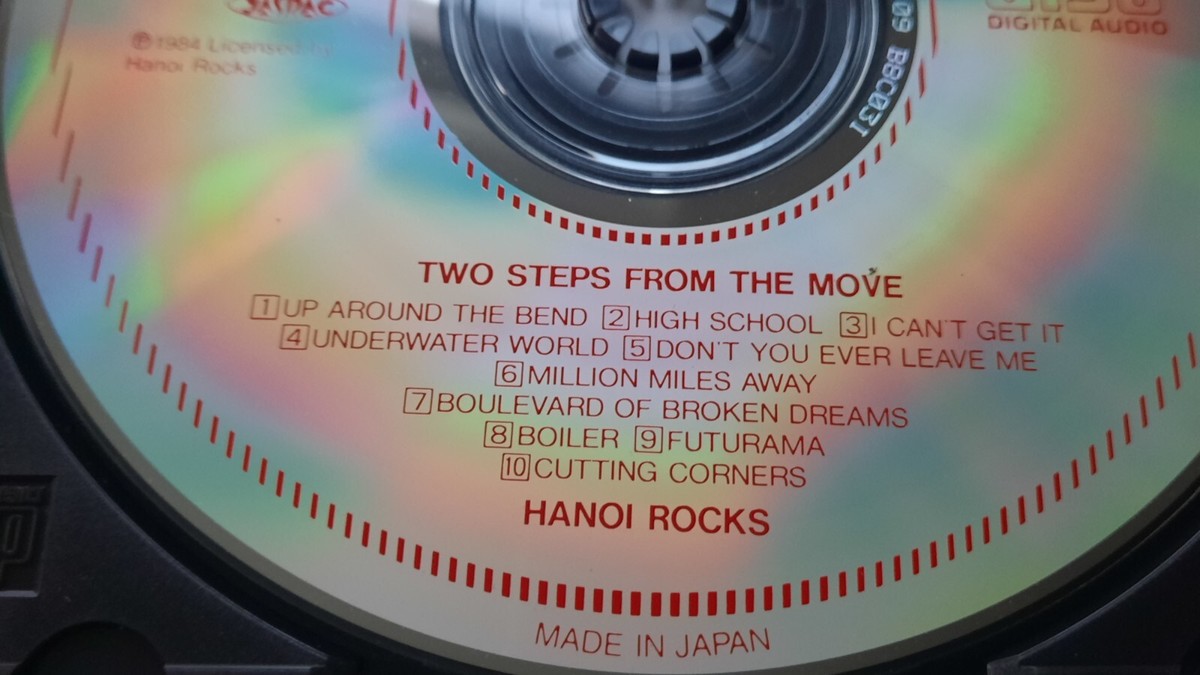 DIGITAL AUDIO
℗1984 Licensed by
Hanoi Rocks
TWO STEPS FROM THE MOVE
1 UP AROUND THE BEND 2 HIGH SCHOOL 3 I CAN'T GET IT
4 UNDERWATER WORLD 5 DON'T YOU EVER LEAVE ME
6 MILLION MILES AWAY
7 BOULEVARD OF BROKEN DREAMS
8 BOILER 9 FUTURAMA
10 CUTTING CORNERS
HANOI ROCKS
MADE IN JAPAN